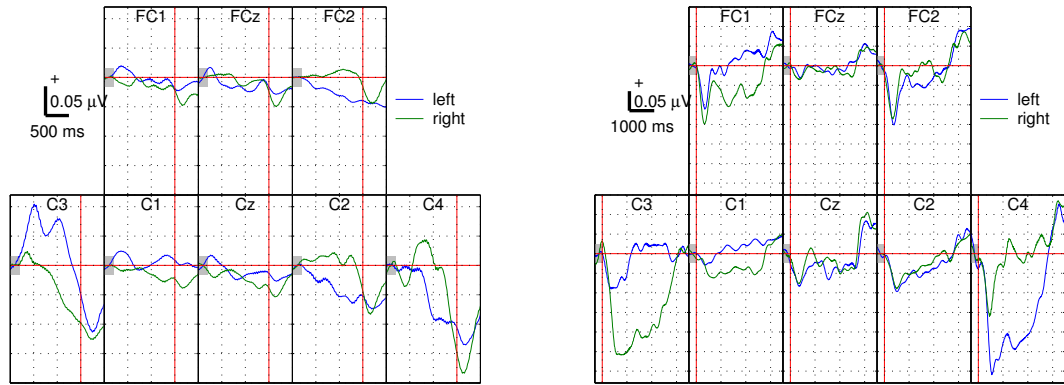 FC1 FCz FC2
+
0.05 μV
500 ms
left
right
C3 C1 Cz C2 C4
FC1 FCz FC2
+
0.05 μV
1000 ms
left
right
C3 C1 Cz C2 C4